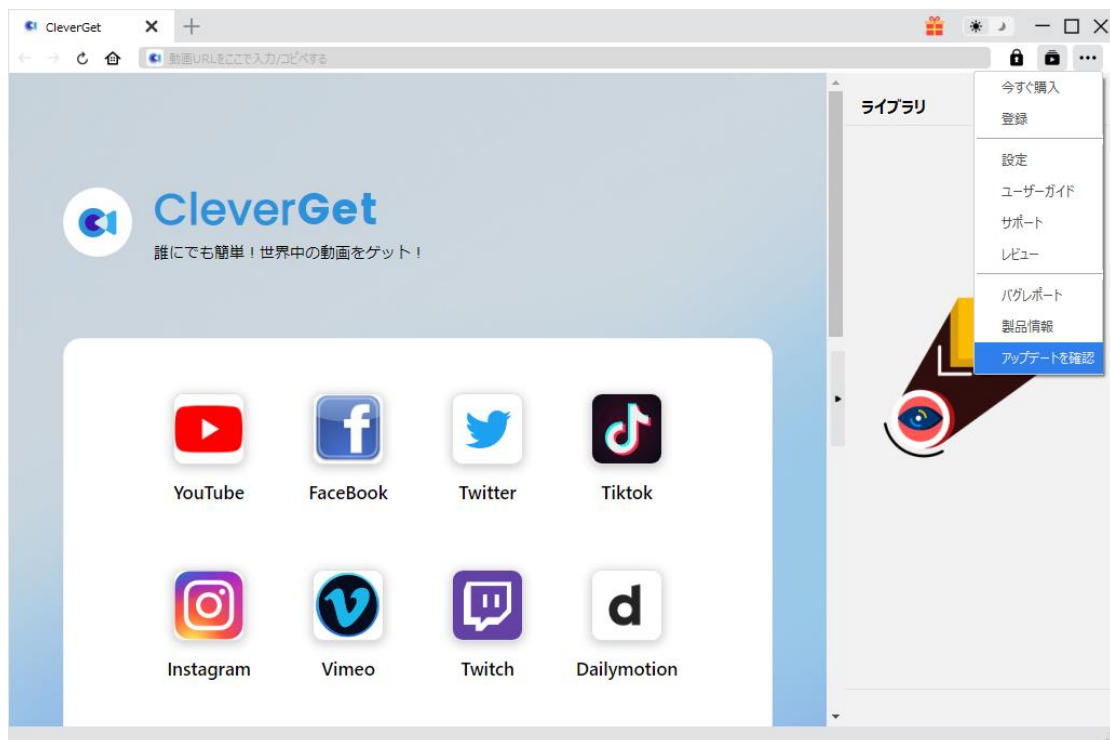 CleverGet
動画URLをここで入力/コピペする
今すぐ購入
登録
設定
ユーザーガイド
サポート
レビュー
バグレポート
製品情報
アップデートを確認
ライブラリ
CleverGet
誰にでも簡単！世界中の動画をゲット！
YouTube
FaceBook
Twitter
Tiktok
Instagram
Vimeo
Twitch
Dailymotion